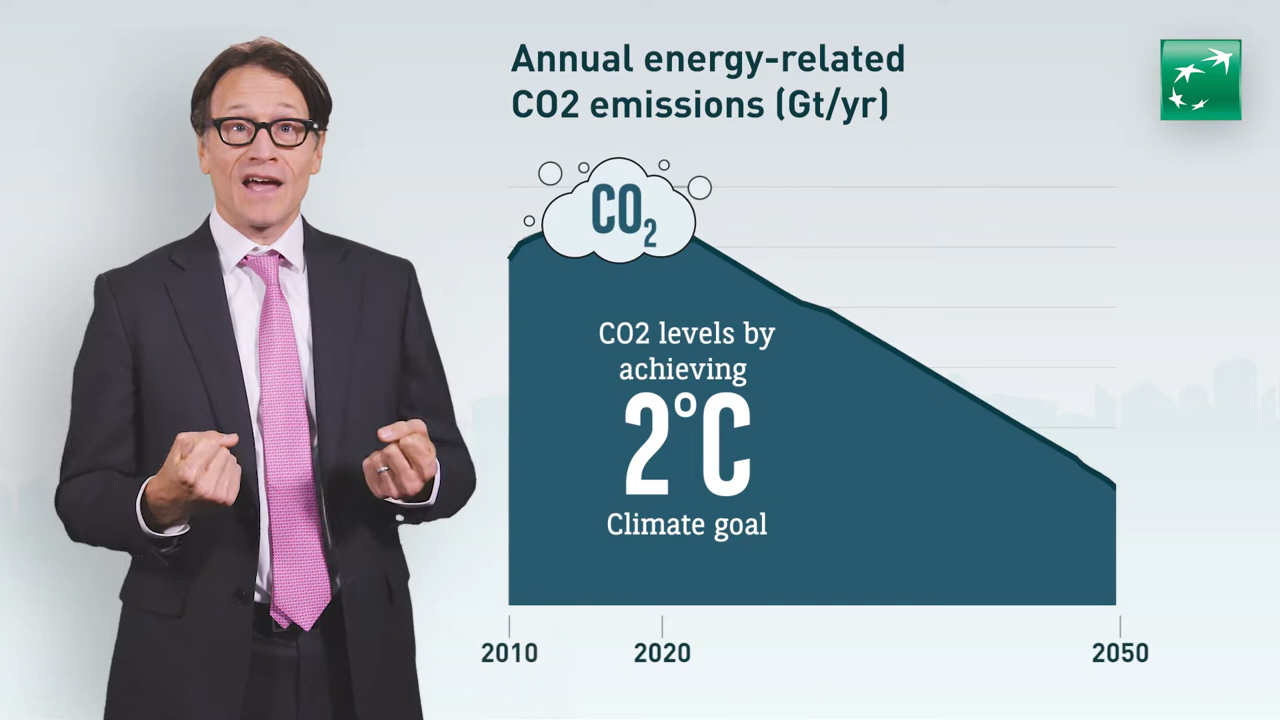 Annual energy-related
CO2 emissions (Gt/yr)
CO₂
CO2 levels by
achieving
2°C
Climate goal
2010 2020 2050